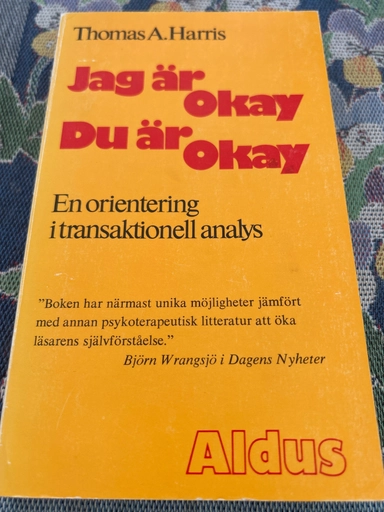 Thomas A. Harris
Jag är
okay
Du är
okay
En orientering
i transaktionell analys
"Boken har närmast unika möjligheter jämfört
med annan psykoterapeutisk litteratur att öka
läsarens självförståelse."
Björn Wrangsjö i Dagens Nyheter
Aldus